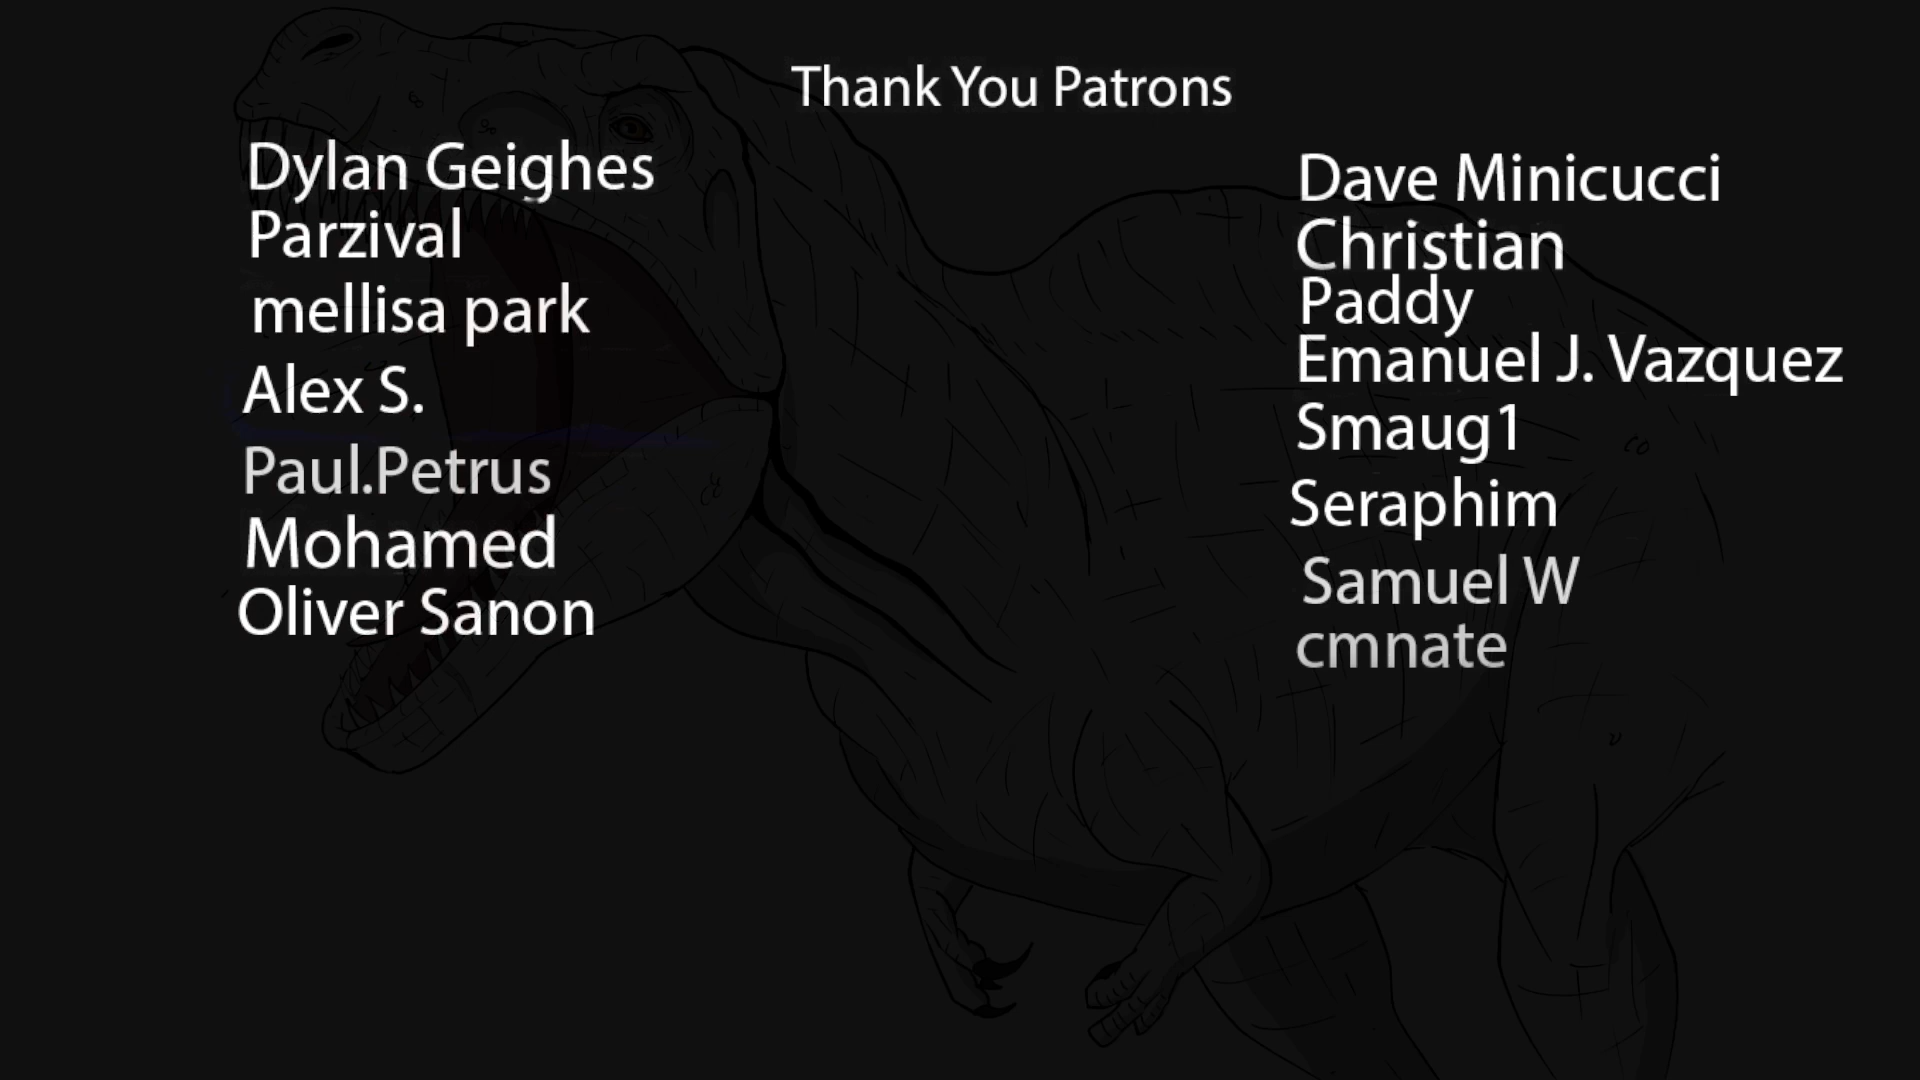 Thank You Patrons
Dylan Geighes
Parzival
mellisa park
Alex S.
Paul.Petrus
Mohamed
Oliver Sanon
Dave Minicucci
Christian
Paddy
Emanuel J. Vazquez
Smaug1
Seraphim
Samuel W
cmnate